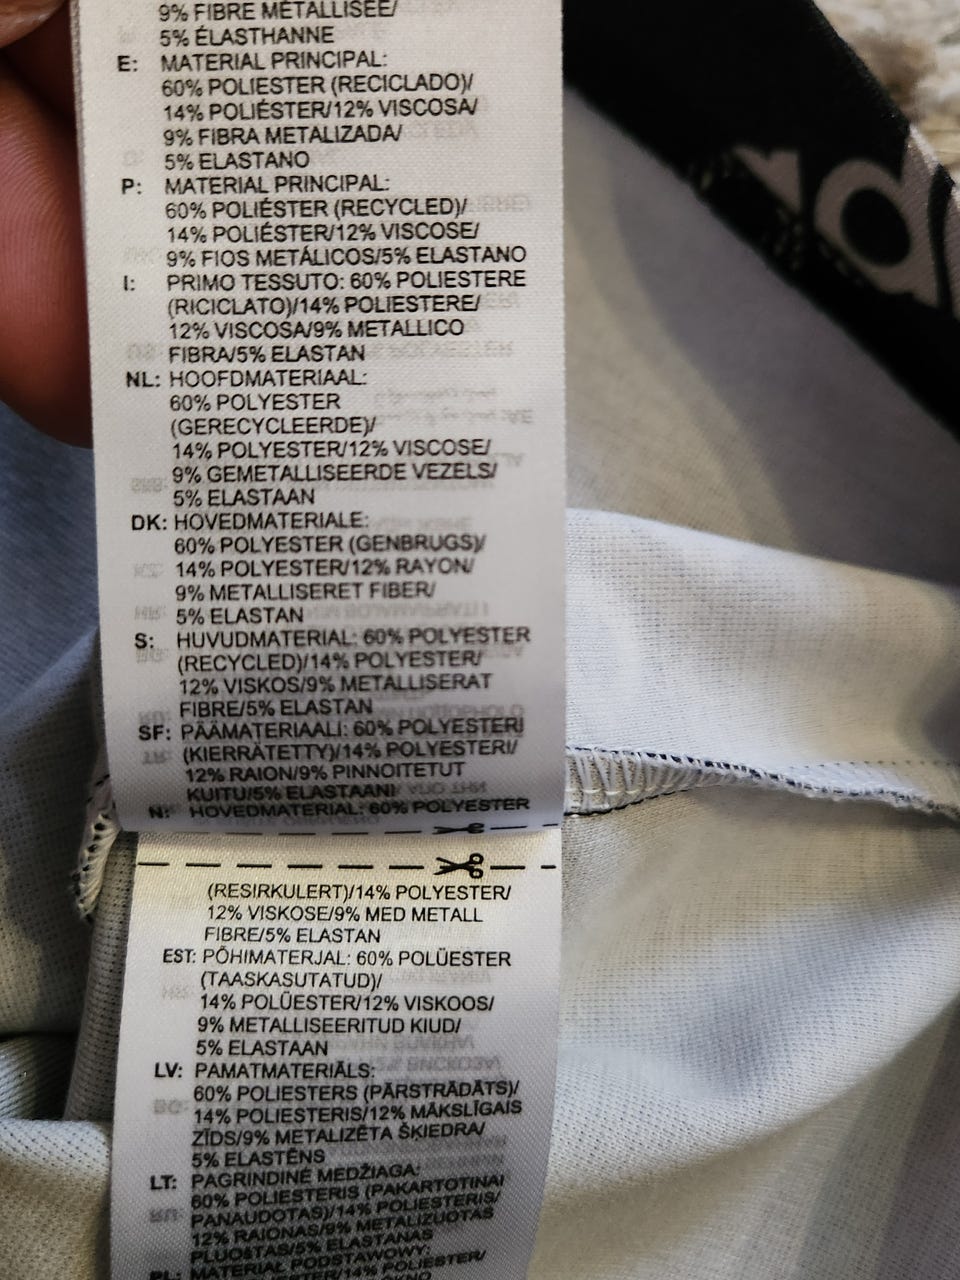 9% FIBRE MÉTALLISÉE/
5% ÉLASTHANNE
E: MATERIAL PRINCIPAL:
60% POLIESTER (RECICLADO)/
14% POLIÉSTER/12% VISCOSA/
9% FIBRA METALIZADA/
5% ELASTANO
P: MATERIAL PRINCIPAL:
60% POLIÉSTER (RECYCLED)/
14% POLIÉSTER/12% VISCOSE/
9% FIOS METÁLICOS/5% ELASTANO
I: PRIMO TESSUTO: 60% POLIESTERE
(RICICLATO)/14% POLIESTERE/
12% VISCOSA/9% METALLICO
FIBRA/5% ELASTAN
NL: HOOFDMATERIAAL:
60% POLYESTER
(GERECYCLEERDE)/
14% POLYESTER/12% VISCOSE/
9% GEMETALLISEERDE VEZELS/
5% ELASTAAN
DK: HOVEDMATERIALE:
60% POLYESTER (GENBRUGS)/
14% POLYESTER/12% RAYON/
9% METALLISERET FIBER/
5% ELASTAN
S: HUVUDMATERIAL: 60% POLYESTER
(RECYCLED)/14% POLYESTER/
12% VISKOS/9% METALLISERAT
FIBRE/5% ELASTAN
SF: PÄÄMATERIAALI: 60% POLYESTERI
(KIERRÄTETTY)/14% POLYESTERI/
12% RAION/9% PINNOITETUT
KUITU/5% ELASTAANI
N: HOVEDMATERIAL: 60% POLYESTER
(RESIRKULERT)/14% POLYESTER/
12% VISKOSE/9% MED METALL
FIBRE/5% ELASTAN
EST: PÕHIMATERJAL: 60% POLÜESTER
(TAASKASUTATUD)/
14% POLÜESTER/12% VISKOOS/
9% METALLISEERITUD KIUD/
5% ELASTAAN
LV: PAMATMATERIĀLS:
60% POLIESTERS (PĀRSTRĀDĀTS)/
14% POLIESTERIS/12% MĀKSLĪGAIS
ZĪDS/9% METALIZĒTA ŠĶIEDRA/
5% ELASTĒNS
LT: PAGRINDINĖ MEDŽIAGA:
60% POLIESTERIS (PAKARTOTINAI
PANAUDOTAS)/14% POLIESTERIS/
12% RAIONAS/9% METALIZUOTAS
PLUOŠTAS/5% ELASTANAS
PL: MATERIAŁ PODSTAWOWY:
14% POLIESTER/